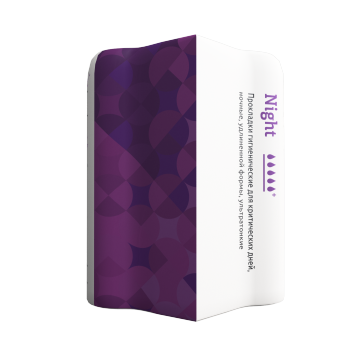 Night
Прокладки гигиенические для критических дней,
ночные, удлиненной формы, ультратонкие